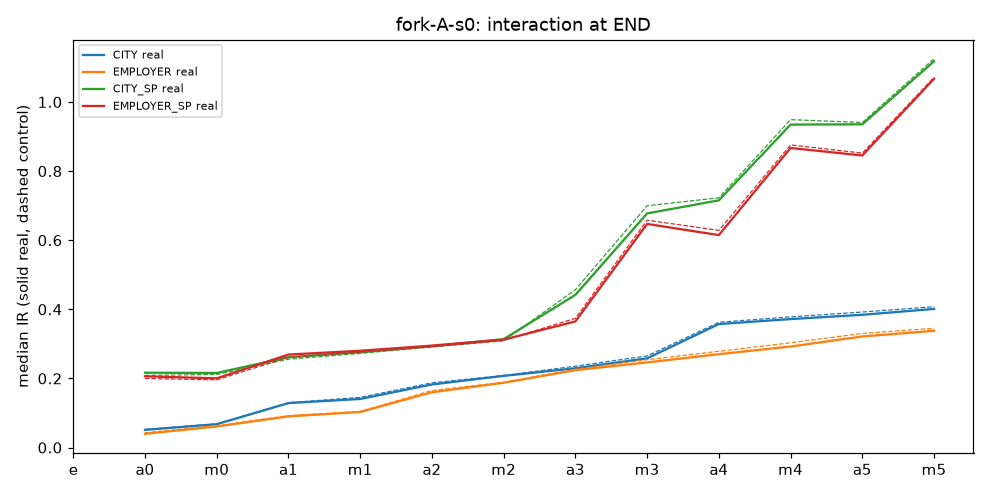 fork-A-s0: interaction at END
CITY real
EMPLOYER real
CITY_SP real
EMPLOYER_SP real
median IR (solid real, dashed control)
1.0
0.8
0.6
0.4
0.2
0.0
e a0 m0 a1 m1 a2 m2 a3 m3 a4 m4 a5 m5